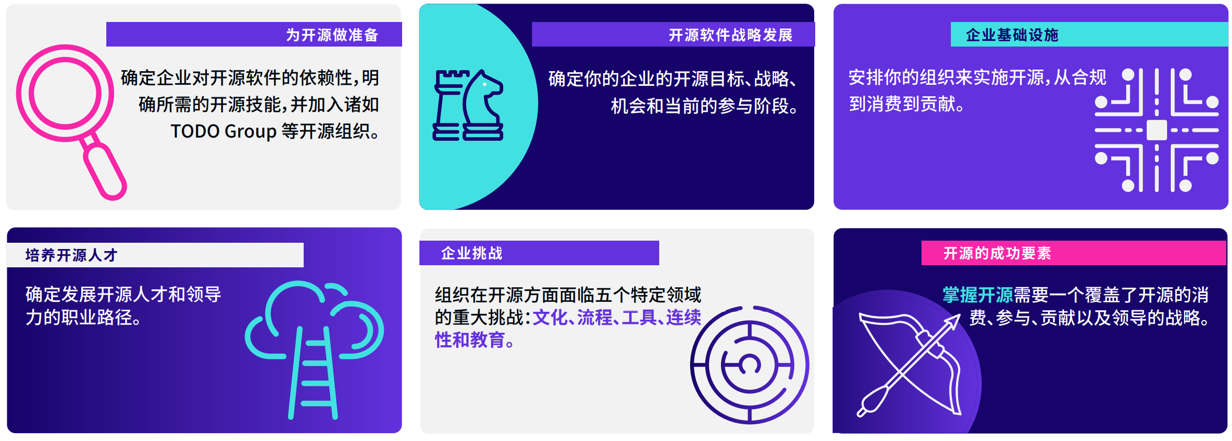 为开源做准备
确定企业对开源软件的依赖性，明
确所需的开源技能，并加入诸如
TODO Group 等开源组织。
开源软件战略发展
确定你的企业的开源目标、战略、
机会和当前的参与阶段。
企业基础设施
安排你的组织来实施开源，从合规
到消费到贡献。
培养开源人才
确定发展开源人才和领导
力的职业路径。
企业挑战
组织在开源方面面临五个特定领域
的重大挑战：文化、流程、工具、连续
性和教育。
开源的成功要素
掌握开源需要一个覆盖了开源的消
费、参与、贡献以及领导的战略。